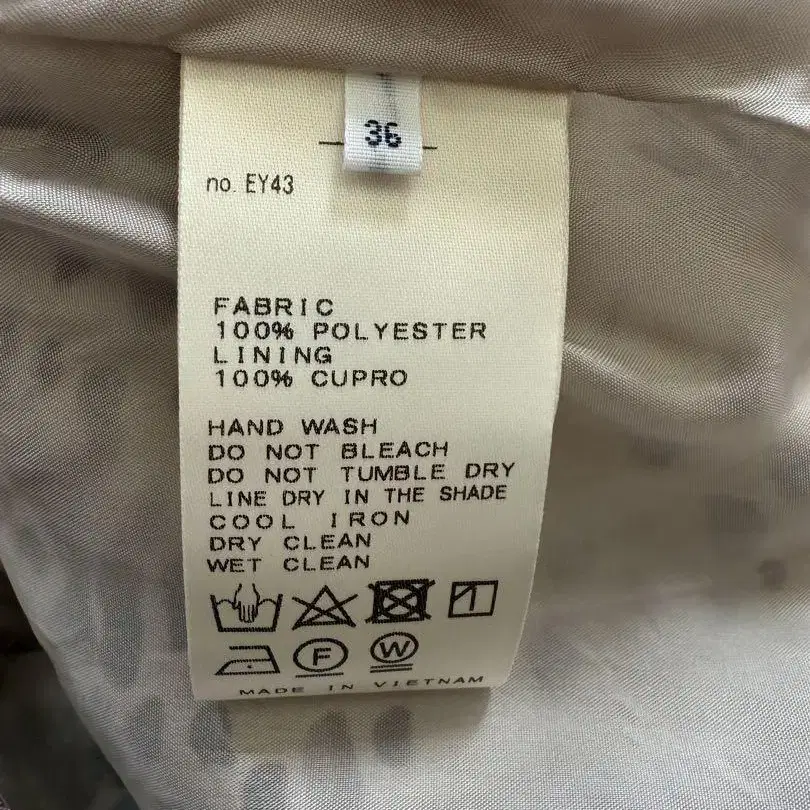 36
no. EY43
FABRIC
100% POLYESTER
LINING
100% CUPRO
HAND WASH
DO NOT BLEACH
DO NOT TUMBLE DRY
LINE DRY IN THE SHADE
COOL IRON
DRY CLEAN
WET CLEAN
F W
MADE IN VIETNAM